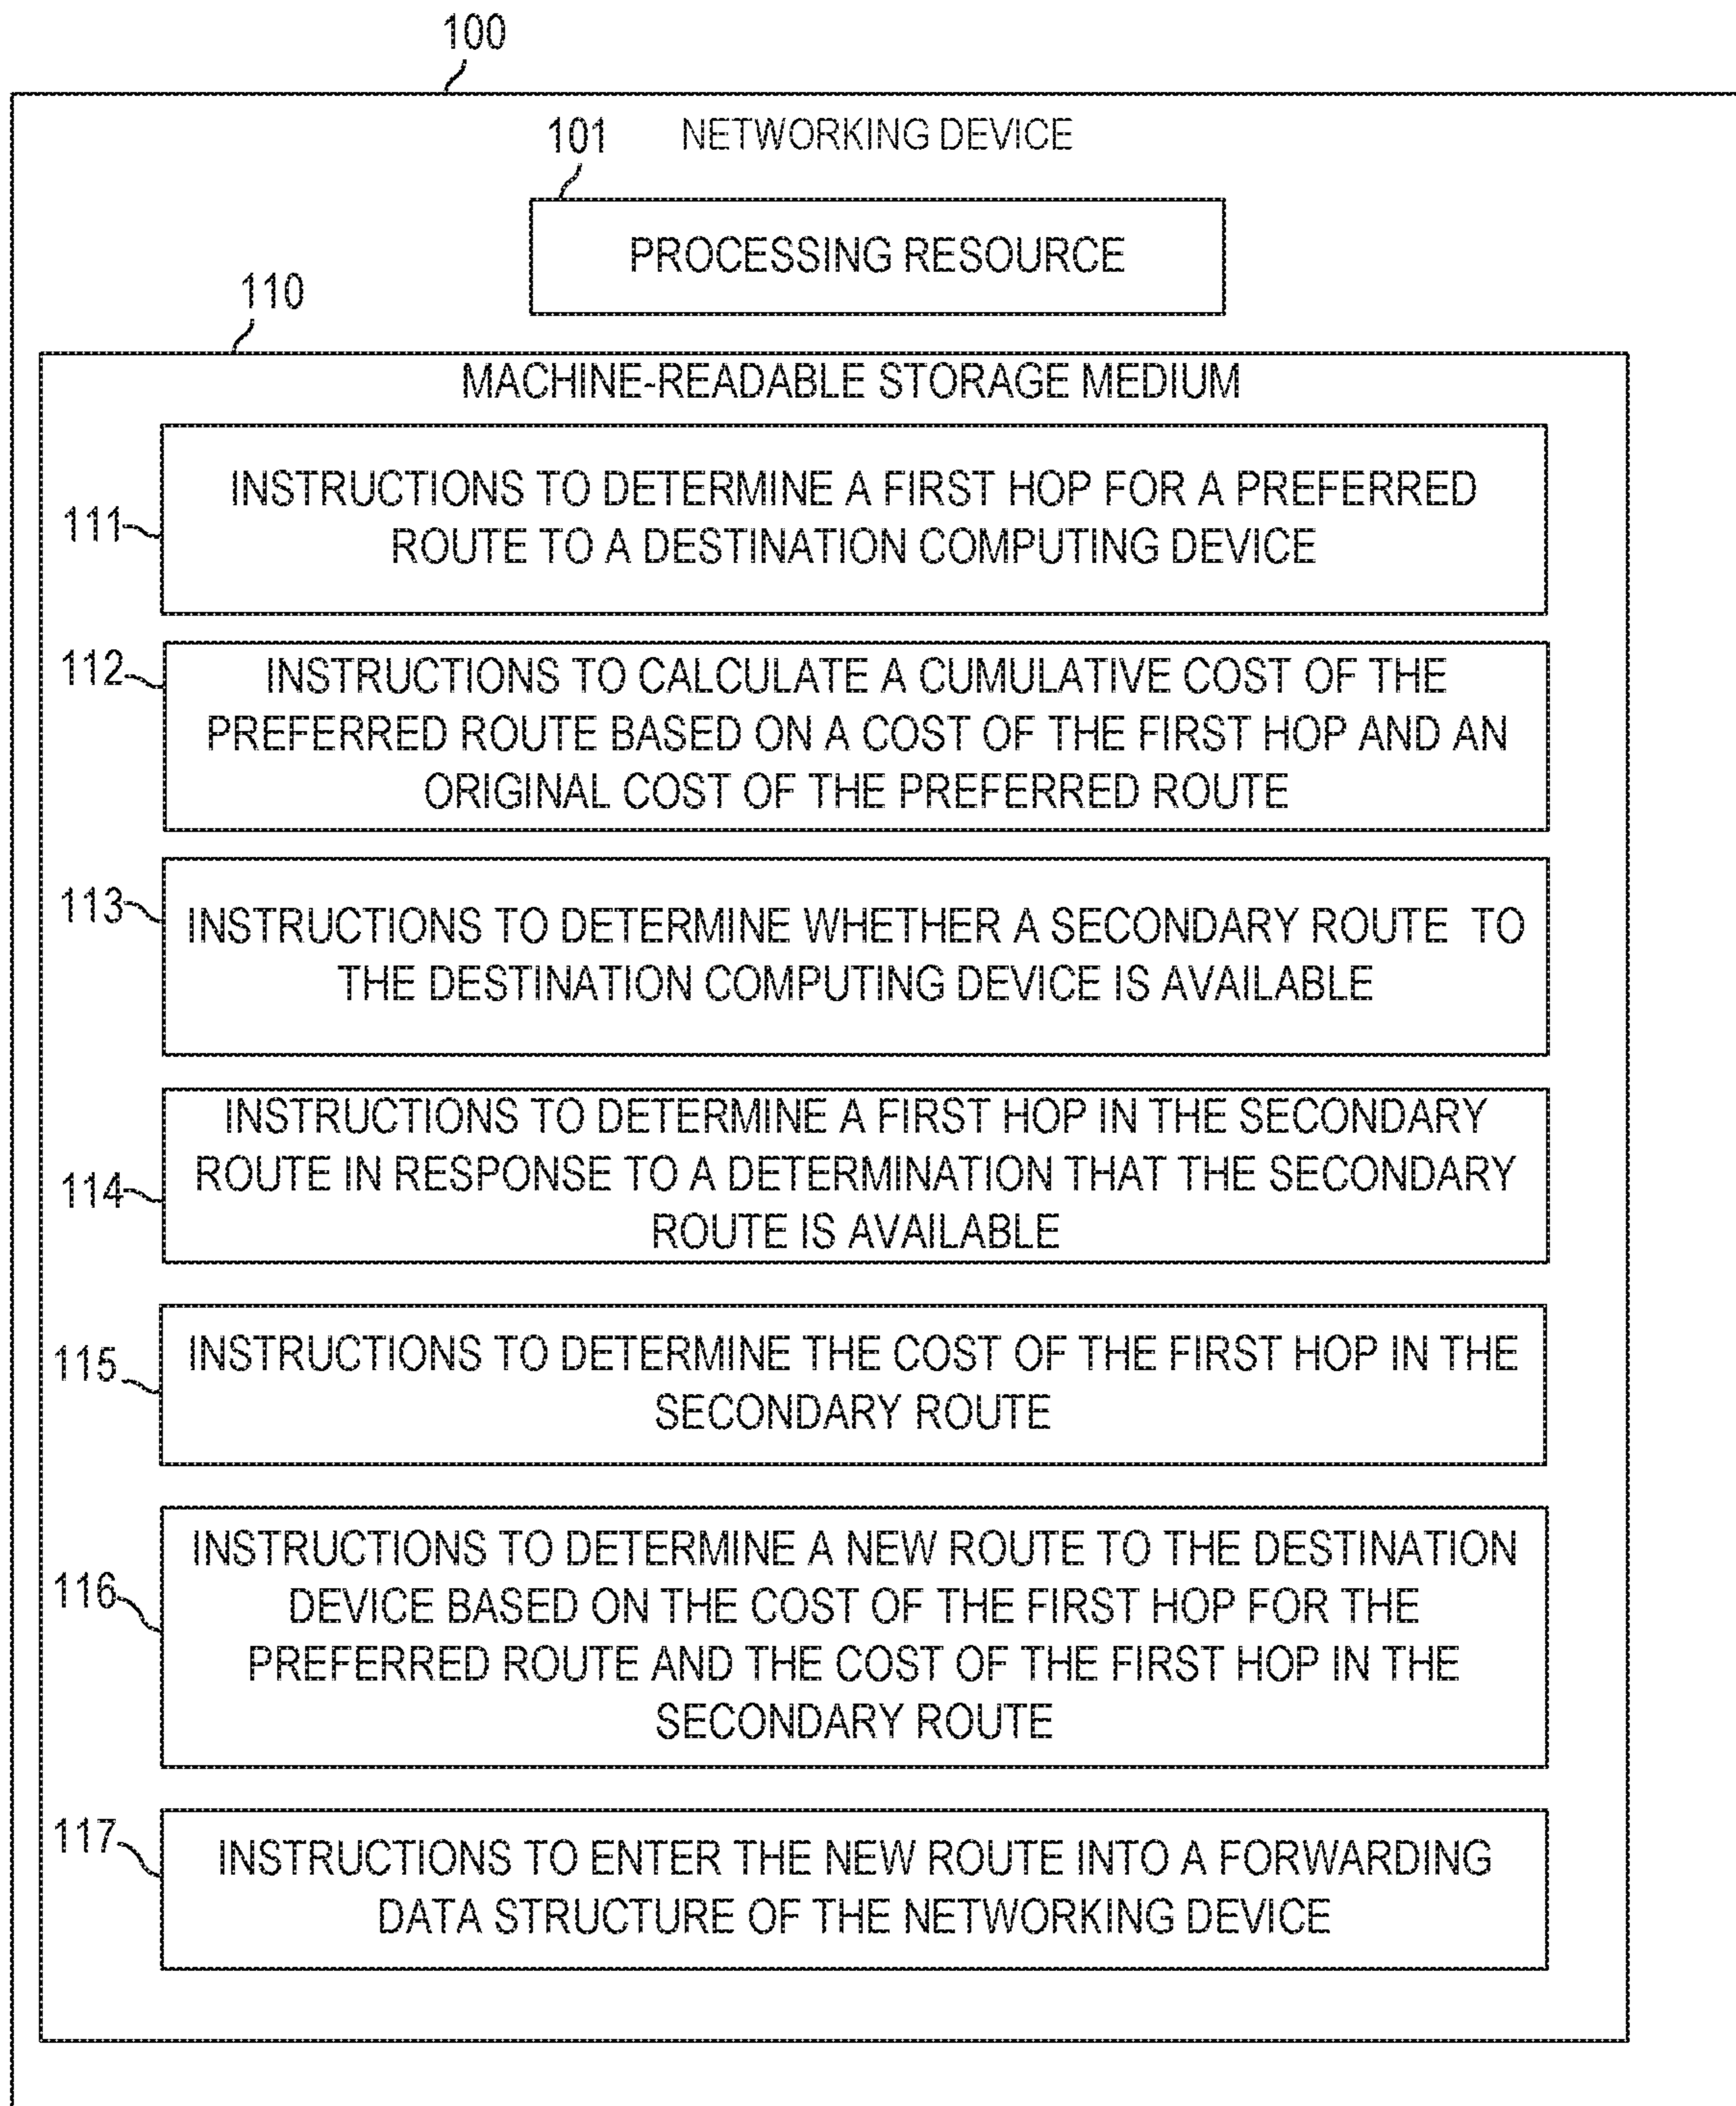 100
101 NETWORKING DEVICE
PROCESSING RESOURCE
110
MACHINE-READABLE STORAGE MEDIUM
111
INSTRUCTIONS TO DETERMINE A FIRST HOP FOR A PREFERRED
ROUTE TO A DESTINATION COMPUTING DEVICE
112
INSTRUCTIONS TO CALCULATE A CUMULATIVE COST OF THE
PREFERRED ROUTE BASED ON A COST OF THE FIRST HOP AND AN
ORIGINAL COST OF THE PREFERRED ROUTE
113
INSTRUCTIONS TO DETERMINE WHETHER A SECONDARY ROUTE TO
THE DESTINATION COMPUTING DEVICE IS AVAILABLE
114
INSTRUCTIONS TO DETERMINE A FIRST HOP IN THE SECONDARY
ROUTE IN RESPONSE TO A DETERMINATION THAT THE SECONDARY
ROUTE IS AVAILABLE
115
INSTRUCTIONS TO DETERMINE THE COST OF THE FIRST HOP IN THE
SECONDARY ROUTE
116
INSTRUCTIONS TO DETERMINE A NEW ROUTE TO THE DESTINATION
DEVICE BASED ON THE COST OF THE FIRST HOP FOR THE
PREFERRED ROUTE AND THE COST OF THE FIRST HOP IN THE
SECONDARY ROUTE
117
INSTRUCTIONS TO ENTER THE NEW ROUTE INTO A FORWARDING
DATA STRUCTURE OF THE NETWORKING DEVICE